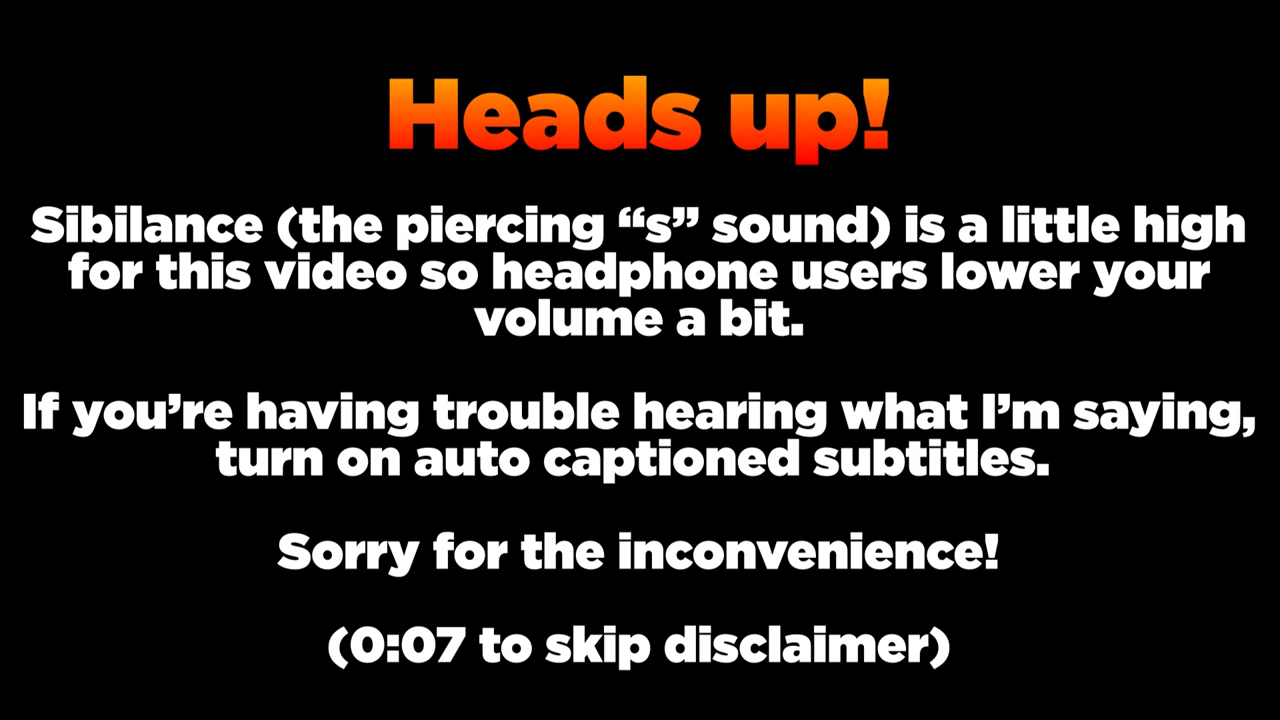 Heads up!
Sibilance (the piercing “s” sound) is a little high
for this video so headphone users lower your
volume a bit.
If you’re having trouble hearing what I’m saying,
turn on auto captioned subtitles.
Sorry for the inconvenience!
(0:07 to skip disclaimer)